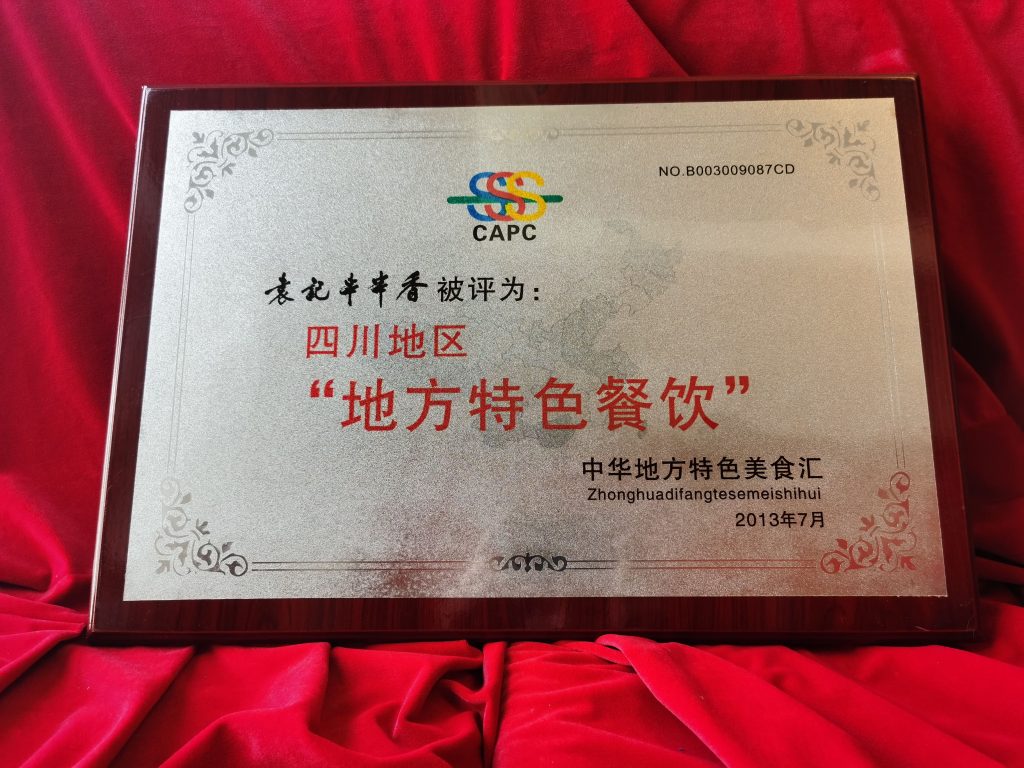 NO.B003009087CD
SSS
CAPC
袁记串串香被评为：
四川地区
“地方特色餐饮”
中华地方特色美食汇
Zhonghuadifangtesemeishihui
2013年7月